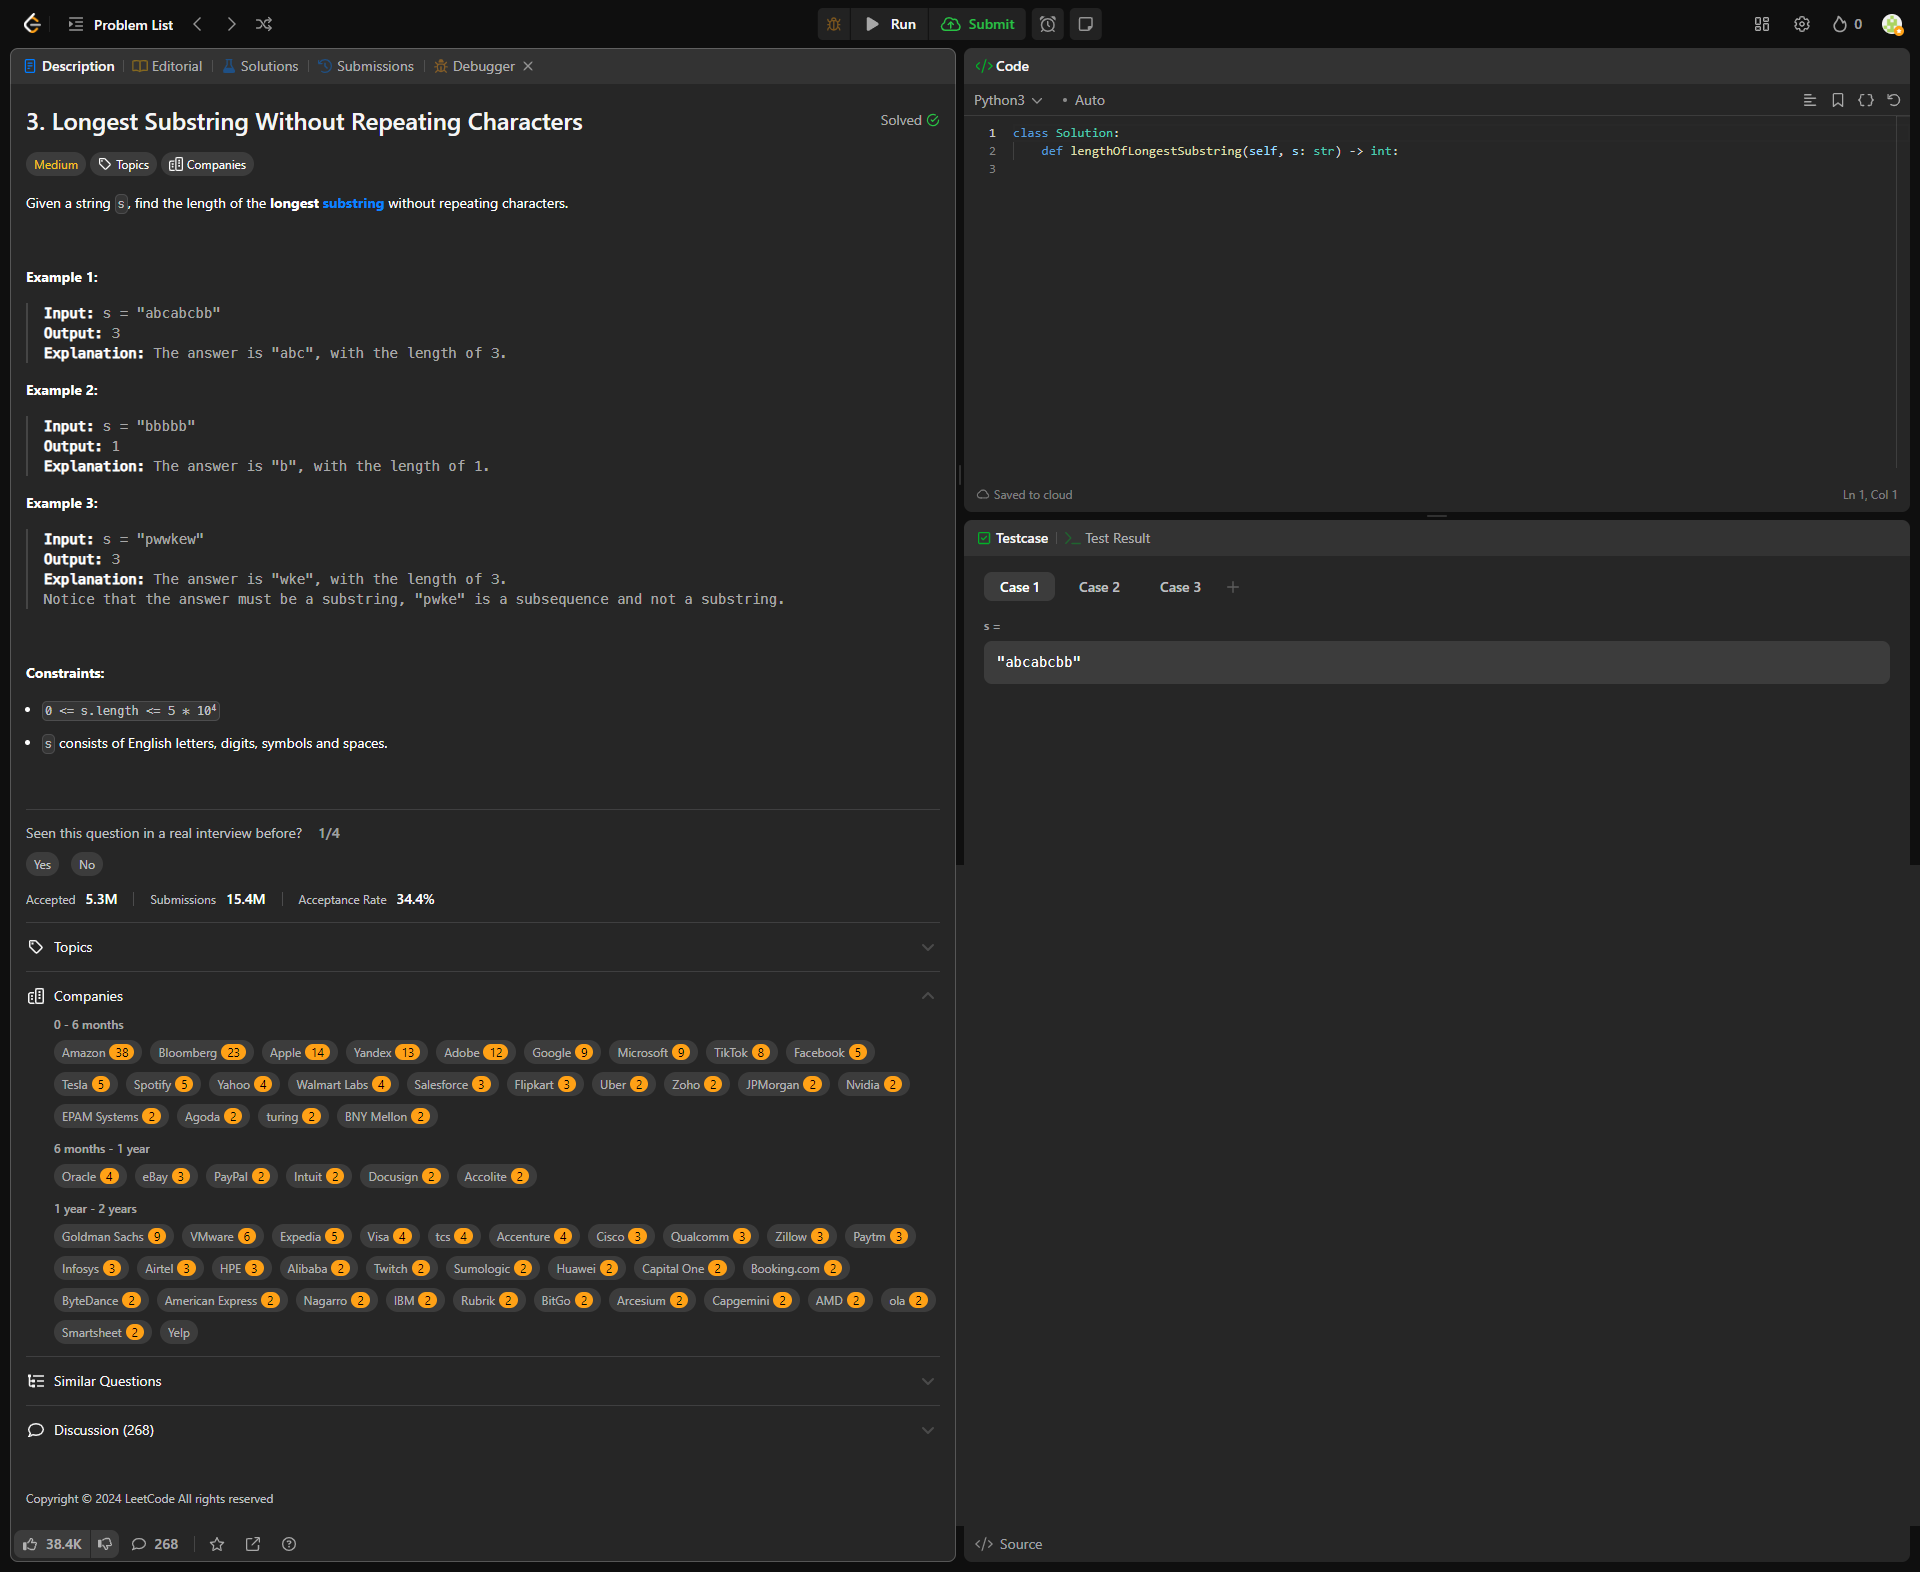 Problem List
Run
Submit
0
Description
Editorial
Solutions
Submissions
Debugger
3. Longest Substring Without Repeating Characters
Solved
Medium
Topics
Companies
Given a string s, find the length of the longest substring without repeating characters.
Example 1:
Input: s = "abcabcbb"
Output: 3
Explanation: The answer is "abc", with the length of 3.
Example 2:
Input: s = "bbbbb"
Output: 1
Explanation: The answer is "b", with the length of 1.
Example 3:
Input: s = "pwwkew"
Output: 3
Explanation: The answer is "wke", with the length of 3.
Notice that the answer must be a substring, "pwke" is a subsequence and not a substring.
Constraints:
0 <= s.length <= 5 * 10⁴
s consists of English letters, digits, symbols and spaces.
Seen this question in a real interview before? 1/4
Yes No
Accepted 5.3M Submissions 15.4M Acceptance Rate 34.4%
Topics
Companies
0 - 6 months
Amazon 38 Bloomberg 23 Apple 14 Yandex 13 Adobe 12 Google 9 Microsoft 9 TikTok 8 Facebook 5
Tesla 5 Spotify 5 Yahoo 4 Walmart Labs 4 Salesforce 3 Flipkart 3 Uber 2 Zoho 2 JPMorgan 2 Nvidia 2
EPAM Systems 2 Agoda 2 turing 2 BNY Mellon 2
6 months - 1 year
Oracle 4 eBay 3 PayPal 2 Intuit 2 Docusign 2 Accolite 2
1 year - 2 years
Goldman Sachs 9 VMware 6 Expedia 5 Visa 4 tcs 4 Accenture 4 Cisco 3 Qualcomm 3 Zillow 3 Paytm 3
Infosys 3 Airtel 3 HPE 3 Alibaba 2 Twitch 2 Sumologic 2 Huawei 2 Capital One 2 Booking.com 2
ByteDance 2 American Express 2 Nagarro 2 IBM 2 Rubrik 2 BitGo 2 Arcesium 2 Capgemini 2 AMD 2 ola 2
Smartsheet 2 Yelp
Similar Questions
Discussion (268)
Copyright © 2024 LeetCode All rights reserved
38.4K 268
</> Code
Python3 • Auto
1 class Solution:
2 def lengthOfLongestSubstring(self, s: str) -> int:
3
Saved to cloud
Ln 1, Col 1
Testcase
Test Result
Case 1 Case 2 Case 3 +
s =
"abcabcbb"
</> Source